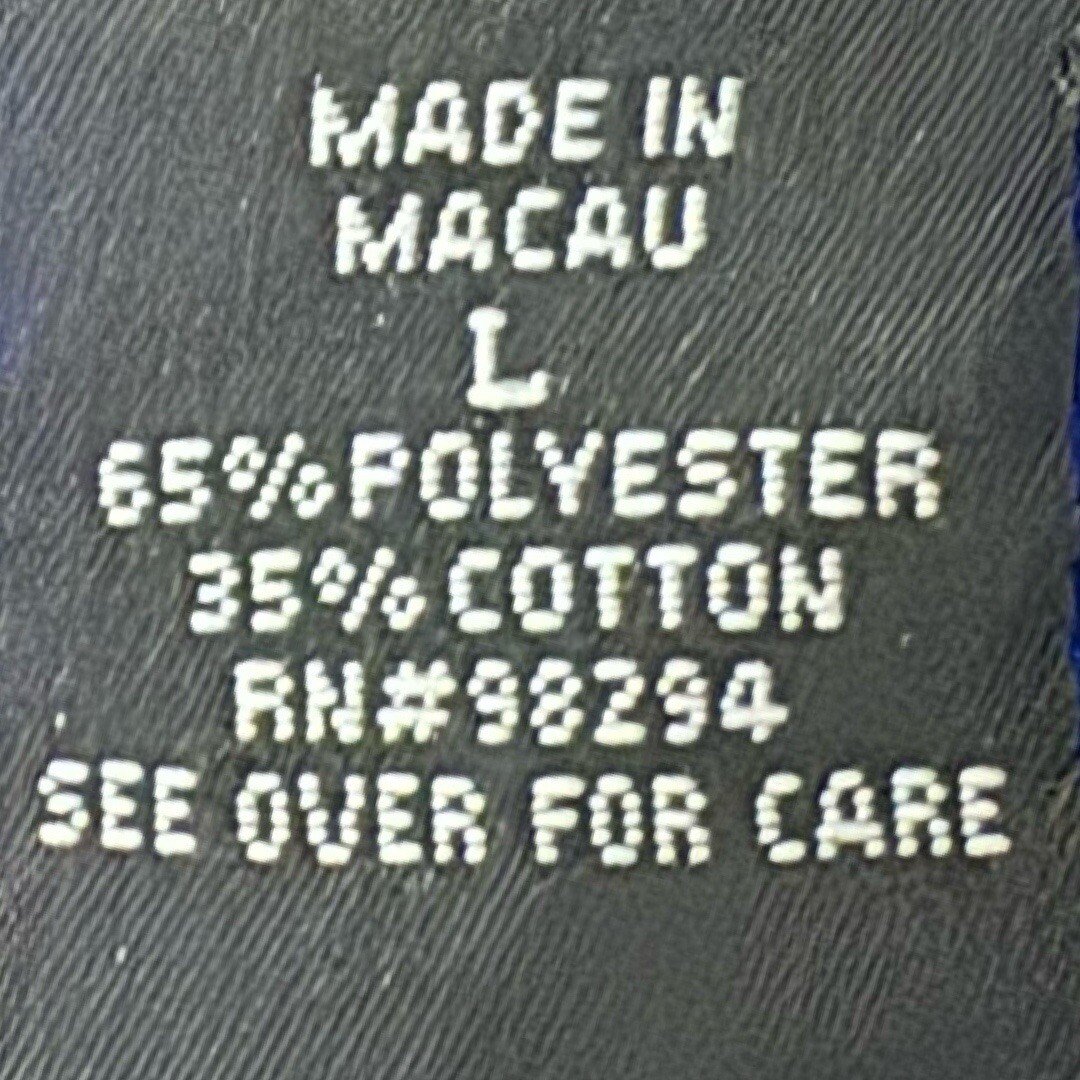 MADE IN
MACAU
L
65% POLYESTER
35% COTTON
RN#98294
SEE OVER FOR CARE